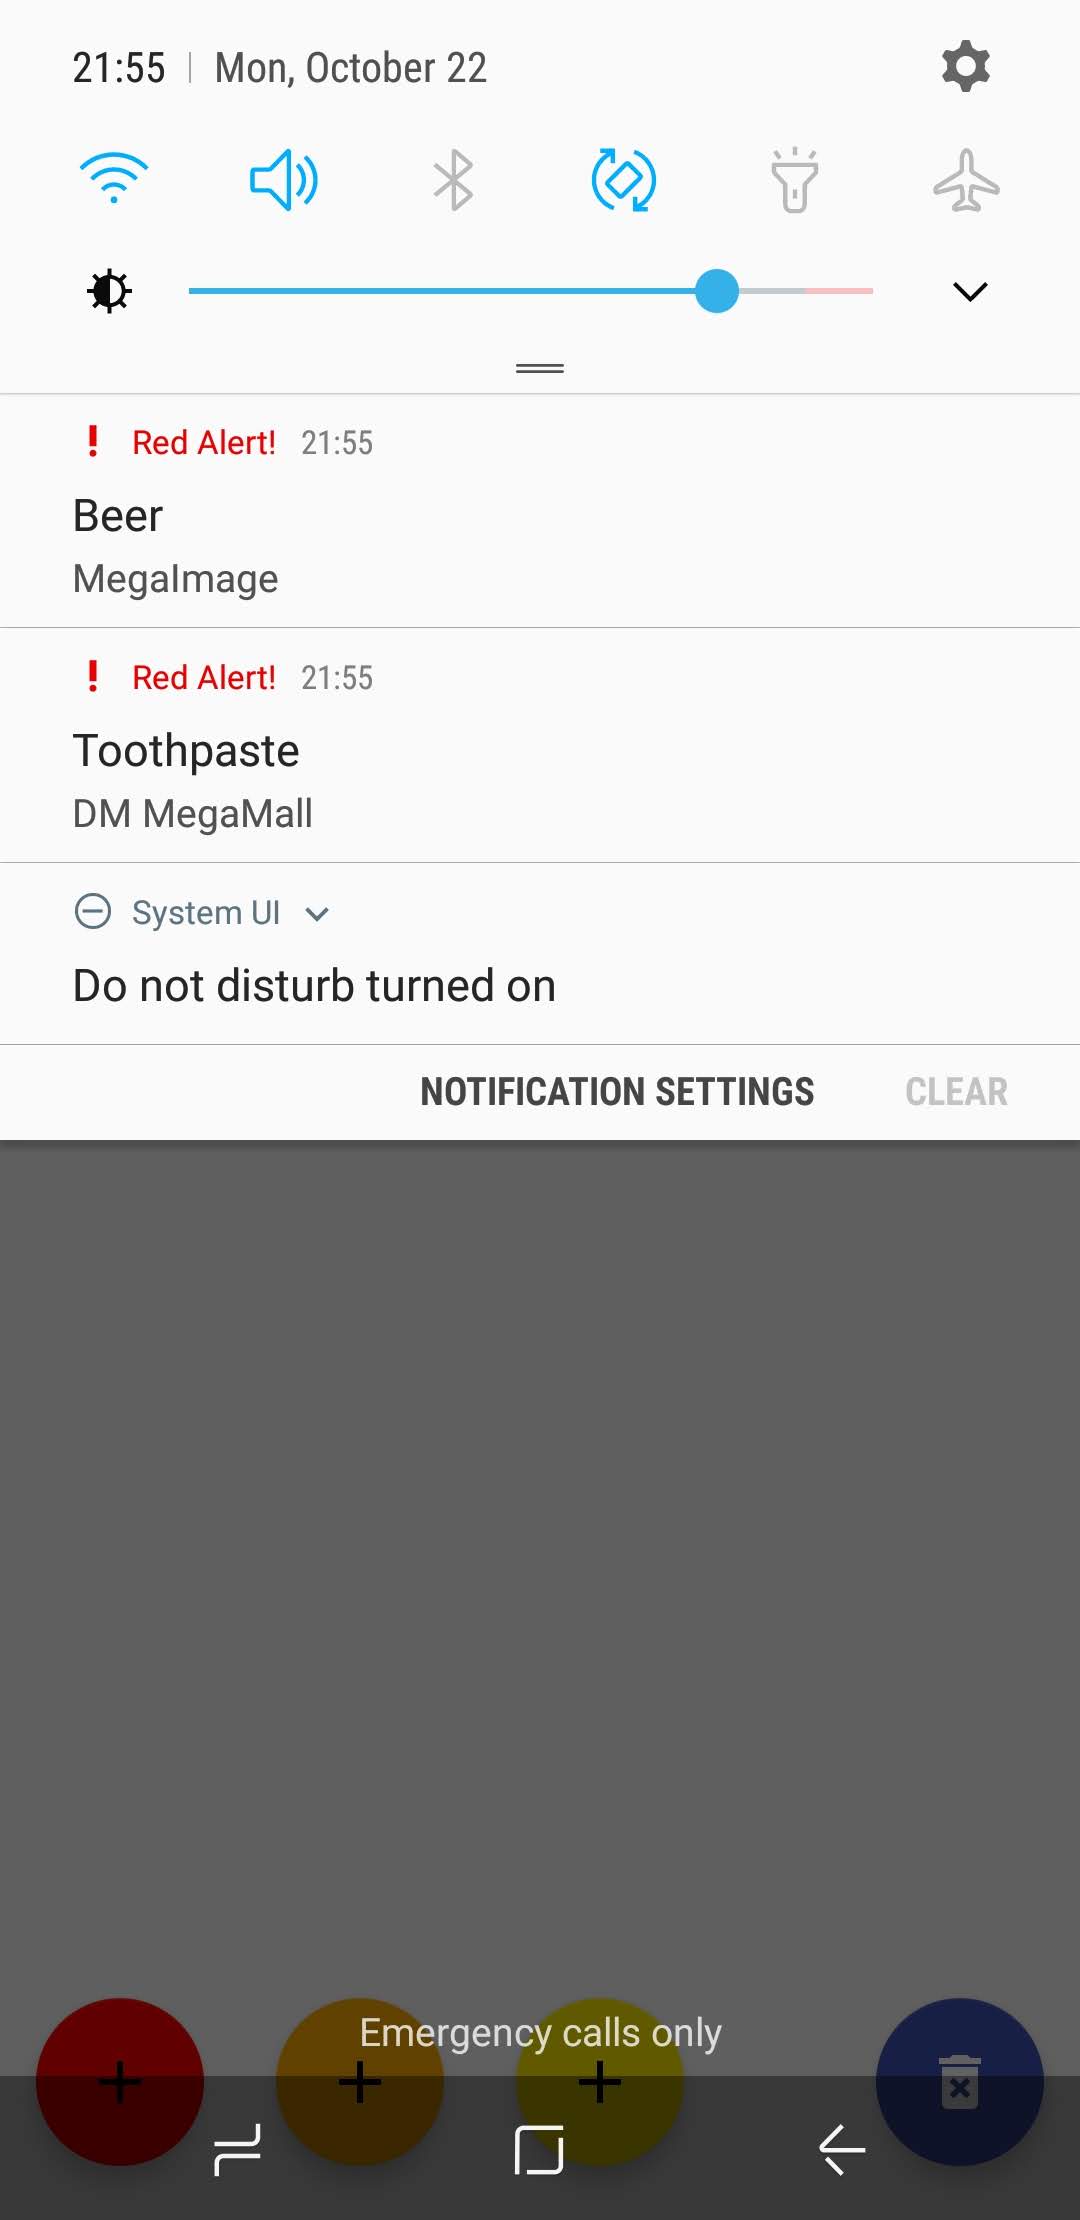 21:55 | Mon, October 22
Red Alert! 21:55
Beer
MegaImage
Red Alert! 21:55
Toothpaste
DM MegaMall
System UI
Do not disturb turned on
NOTIFICATION SETTINGS CLEAR
Emergency calls only